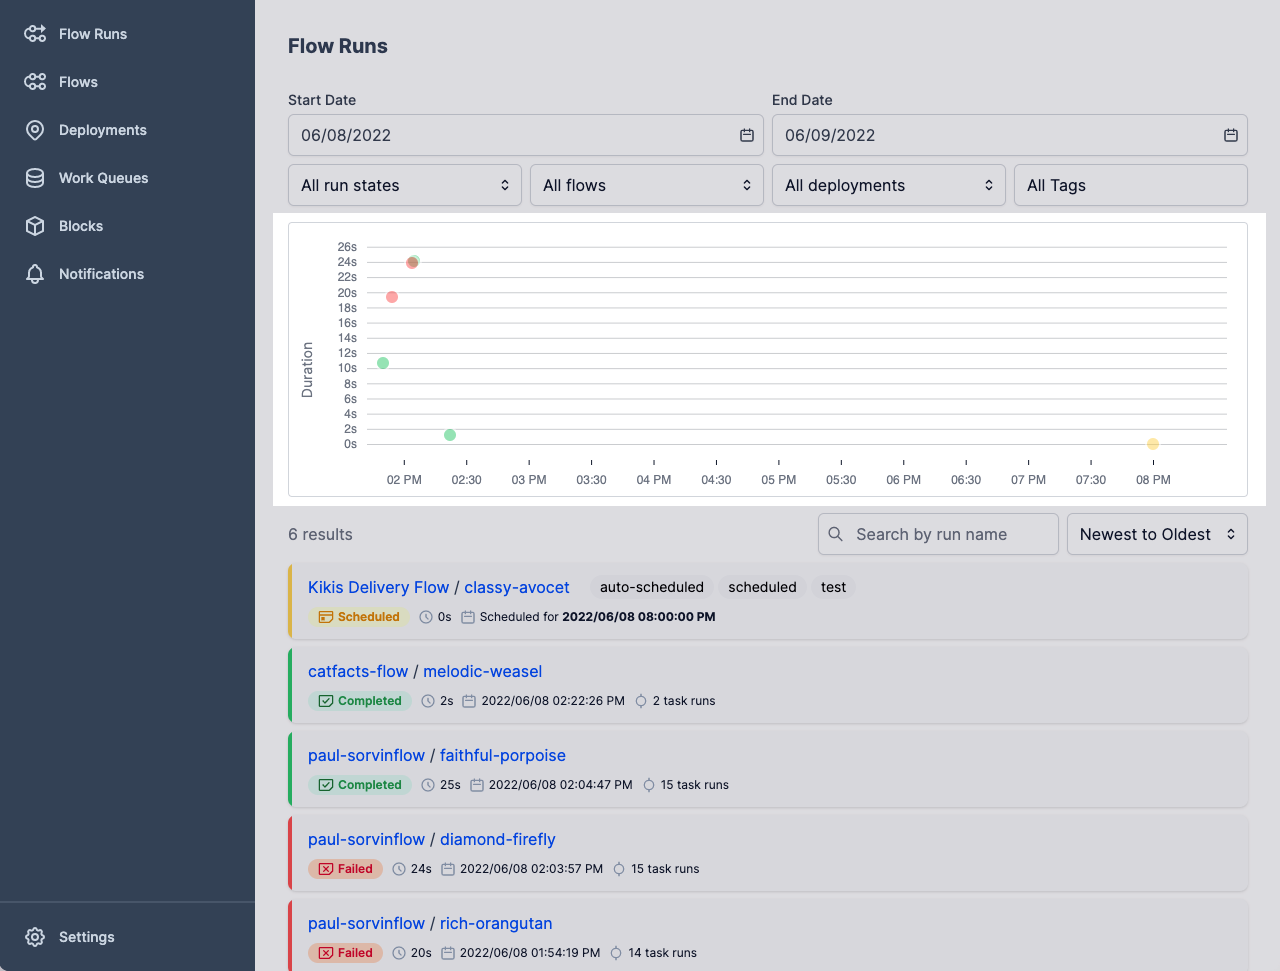 Flow Runs
Flows
Deployments
Work Queues
Blocks
Notifications
Settings
Flow Runs
Start Date
End Date
06/08/2022
06/09/2022
All run states
All flows
All deployments
All Tags
Duration
26s
24s
22s
20s
18s
16s
14s
12s
10s
8s
6s
4s
2s
0s
02 PM 02:30 03 PM 03:30 04 PM 04:30 05 PM 05:30 06 PM 06:30 07 PM 07:30 08 PM
6 results
Search by run name
Newest to Oldest
Kikis Delivery Flow / classy-avocet auto-scheduled scheduled test
Scheduled 0s Scheduled for 2022/06/08 08:00:00 PM
catfacts-flow / melodic-weasel
Completed 2s 2022/06/08 02:22:26 PM 2 task runs
paul-sorvinflow / faithful-porpoise
Completed 25s 2022/06/08 02:04:47 PM 15 task runs
paul-sorvinflow / diamond-firefly
Failed 24s 2022/06/08 02:03:57 PM 15 task runs
paul-sorvinflow / rich-orangutan
Failed 20s 2022/06/08 01:54:19 PM 14 task runs